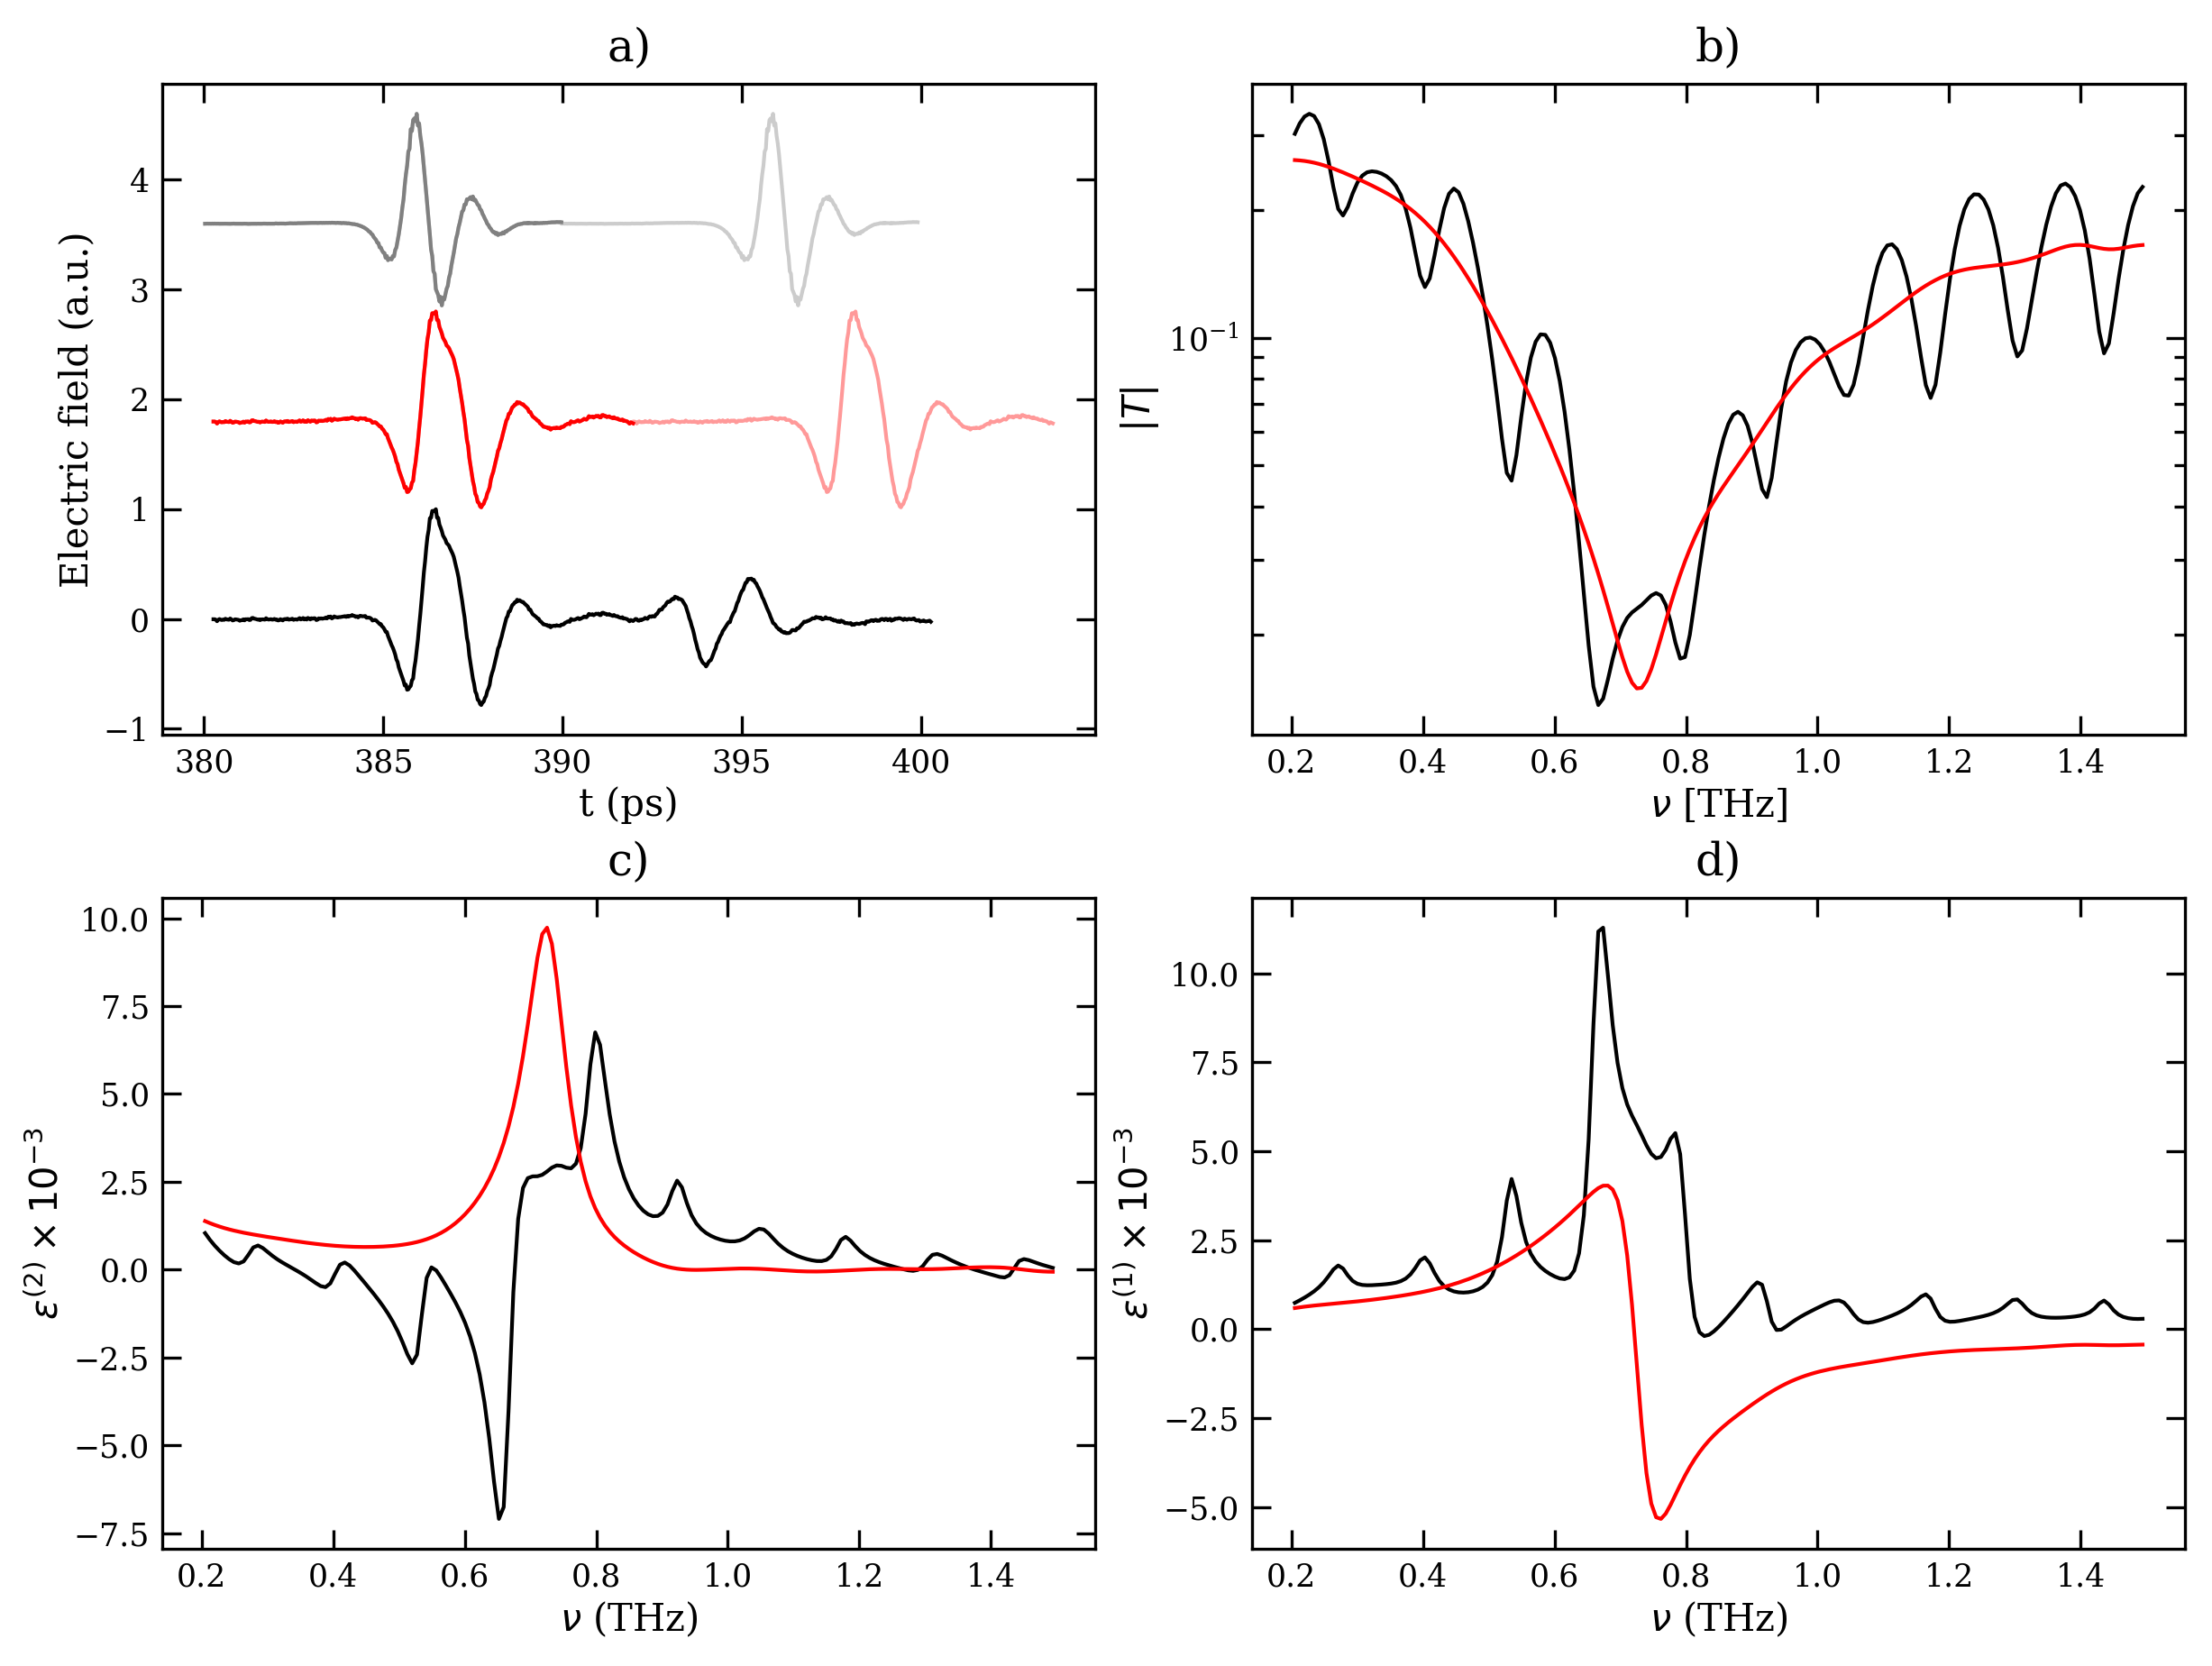 a)
Electric field (a.u.)
4
3
2
1
0
−1
380 385 390 395 400
t (ps)
b)
|T|
10⁻¹
0.2 0.4 0.6 0.8 1.0 1.2 1.4
ν [THz]
c)
ε⁽²⁾ × 10⁻³
10.0
7.5
5.0
2.5
0.0
−2.5
−5.0
−7.5
0.2 0.4 0.6 0.8 1.0 1.2 1.4
ν (THz)
d)
ε⁽¹⁾ × 10⁻³
10.0
7.5
5.0
2.5
0.0
−2.5
−5.0
0.2 0.4 0.6 0.8 1.0 1.2 1.4
ν (THz)